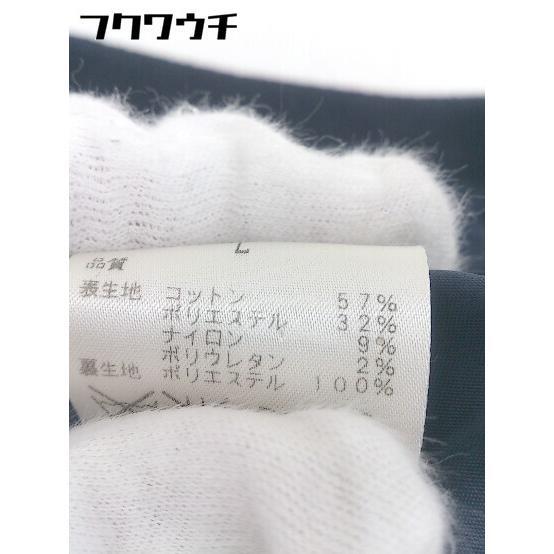 フクワウチ
L
品質
表生地 コットン 57%
ポリエステル 32%
ナイロン 9%
ポリウレタン 2%
裏生地 ポリエステル 100%